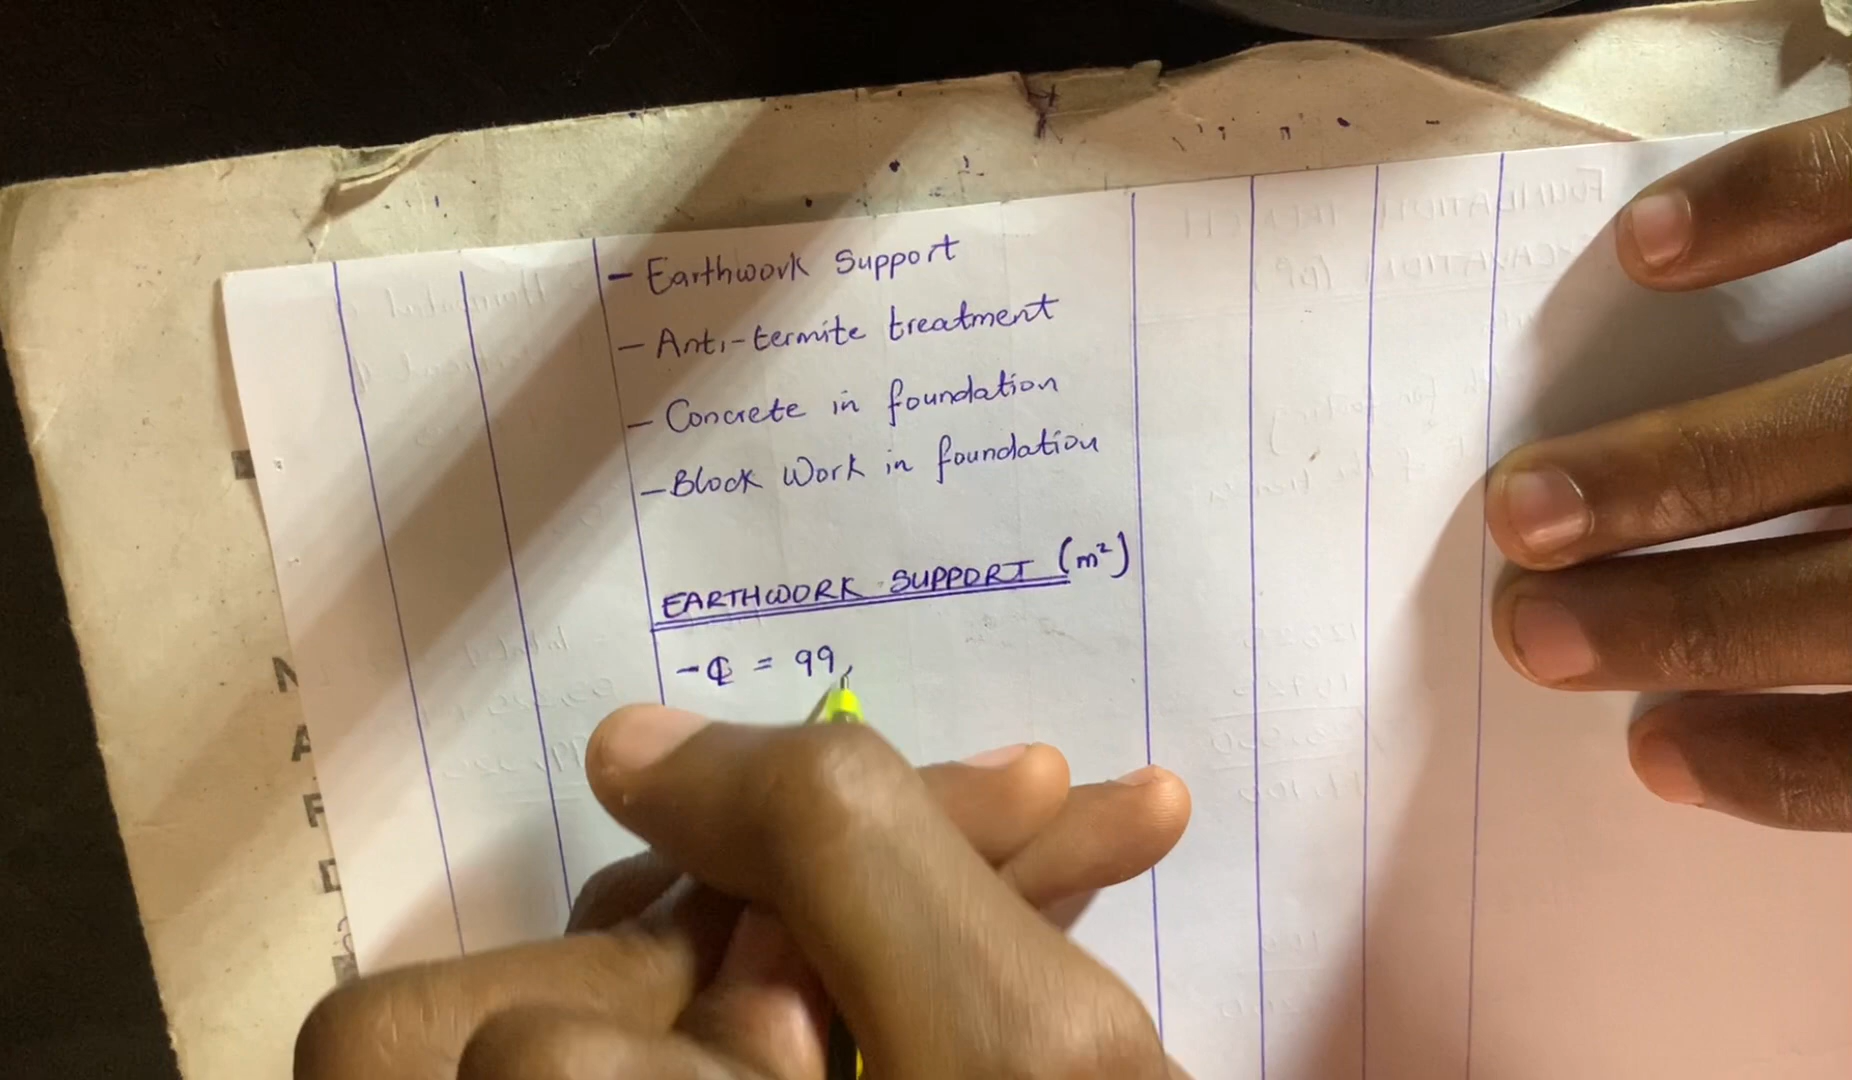 - Earthwork Support
- Anti-termite treatment
- Concrete in foundation
- Block Work in foundation
EARTHWORK SUPPORT (m²)
- ℄ = 99,